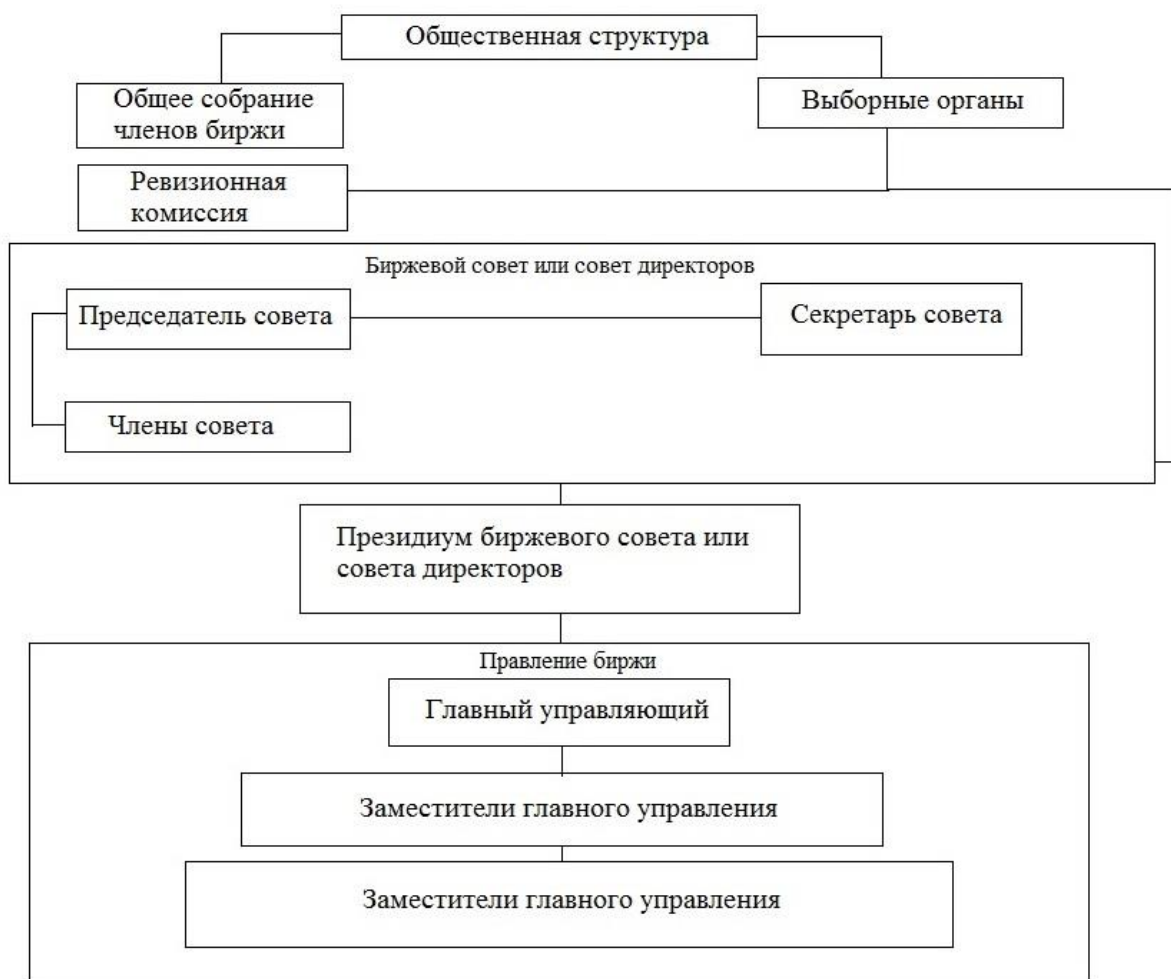 Общественная структура
Общее собрание
членов биржи
Выборные органы
Ревизионная
комиссия
Биржевой совет или совет директоров
Председатель совета
Секретарь совета
Члены совета
Президиум биржевого совета или
совета директоров
Правление биржи
Главный управляющий
Заместители главного управления
Заместители главного управления